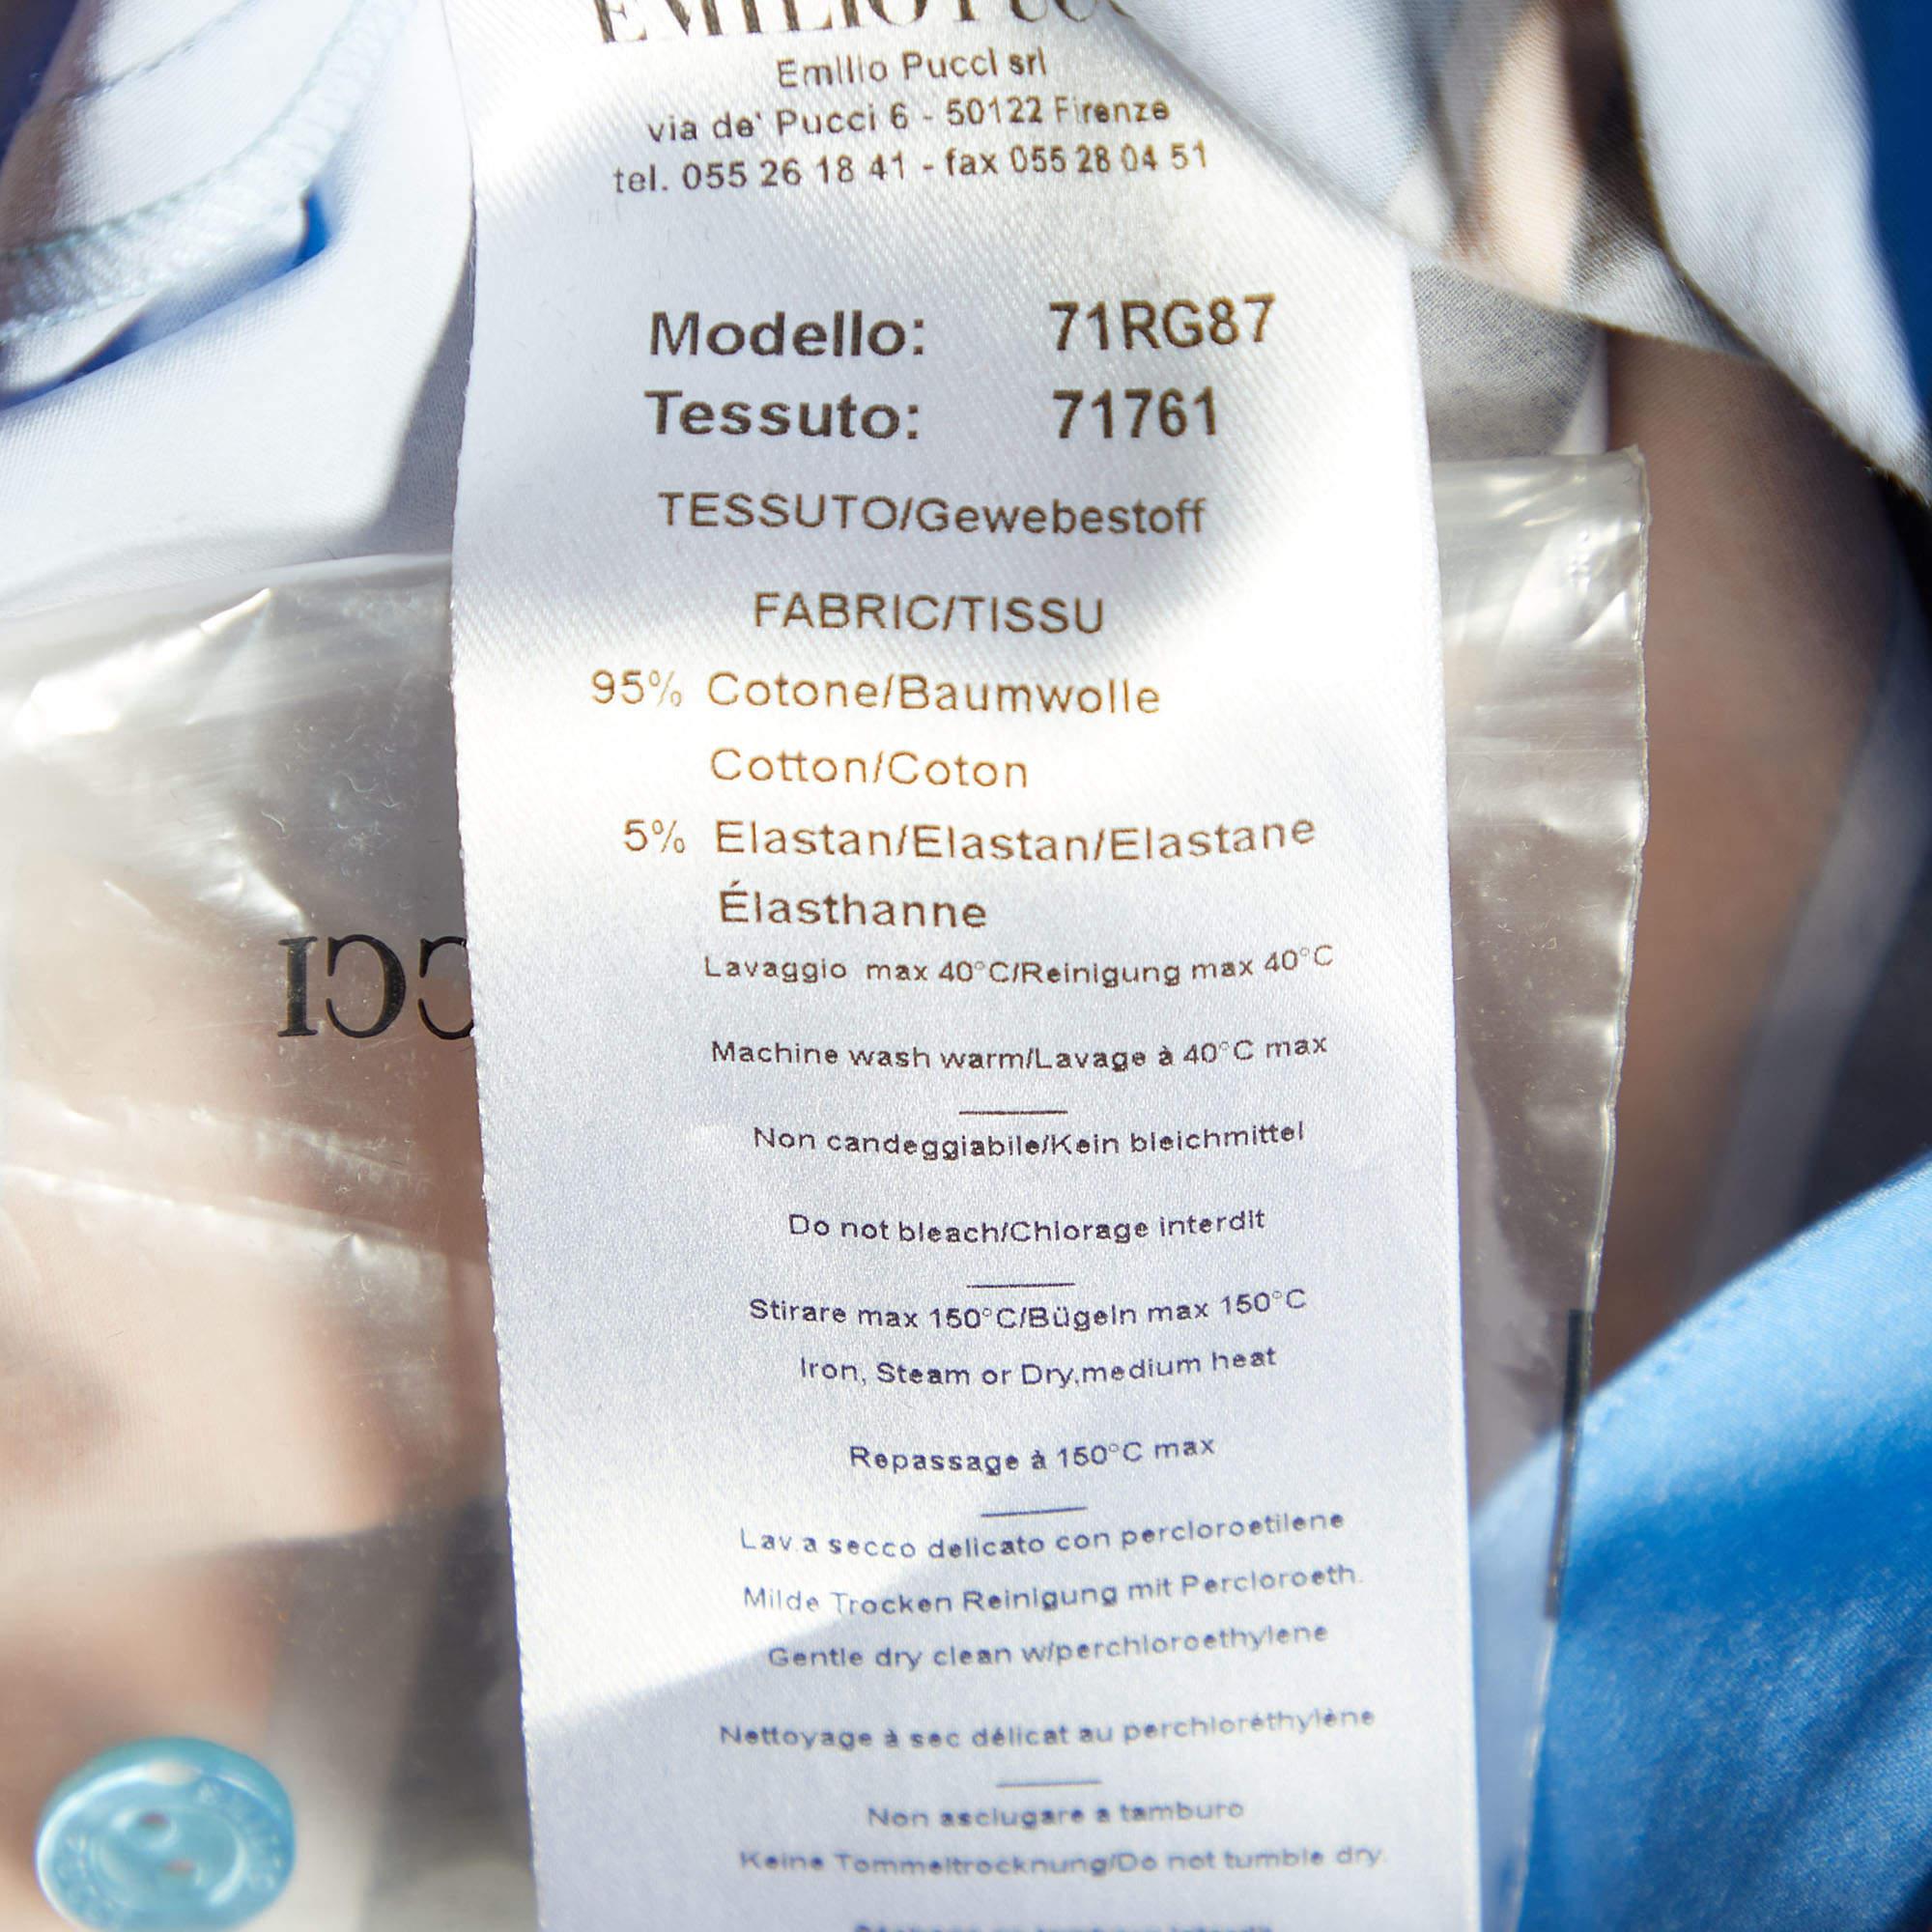 EMILIO PUCC
Emilio Pucci srl
via de' Pucci 6 - 50122 Firenze
tel. 055 26 18 41 - fax 055 28 04 51
Modello: 71RG87
Tessuto: 71761
TESSUTO/Gewebestoff
FABRIC/TISSU
95% Cotone/Baumwolle
Cotton/Coton
5% Elastan/Elastan/Elastane
Élasthanne
Lavaggio max 40°C/Reinigung max 40°C
Machine wash warm/Lavage à 40°C max
Non candeggiabile/Kein bleichmittel
Do not bleach/Chlorage interdit
Stirare max 150°C/Bügeln max 150°C
Iron, Steam or Dry,medium heat
Repassage à 150°C max
Lav.a secco delicato con percloroetilene
Milde Trocken Reinigung mit Percloroeth.
Gentle dry clean w/perchloroethylene
Nettoyage à sec délicat au perchloréthylène
Non asciugare a tamburo
Keine Tommeltrocknung/Do not tumble dry.
CCI